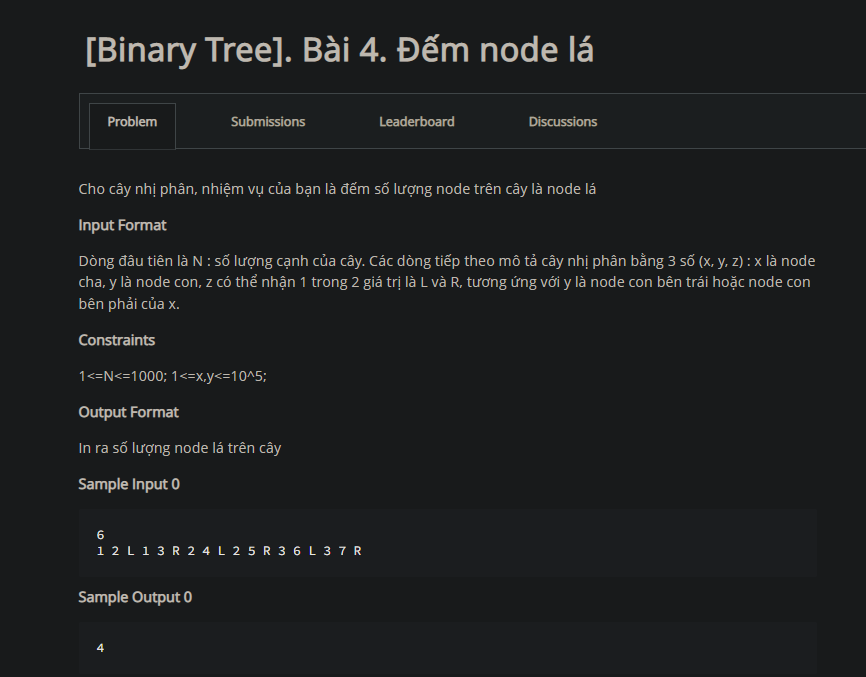 [Binary Tree]. Bài 4. Đếm node lá
Problem
Submissions
Leaderboard
Discussions
Cho cây nhị phân, nhiệm vụ của bạn là đếm số lượng node trên cây là node lá
Input Format
Dòng đâu tiên là N : số lượng cạnh của cây. Các dòng tiếp theo mô tả cây nhị phân bằng 3 số (x, y, z) : x là node
cha, y là node con, z có thể nhận 1 trong 2 giá trị là L và R, tương ứng với y là node con bên trái hoặc node con
bên phải của x.
Constraints
1<=N<=1000; 1<=x,y<=10^5;
Output Format
In ra số lượng node lá trên cây
Sample Input 0
6
1 2 L 1 3 R 2 4 L 2 5 R 3 6 L 3 7 R
Sample Output 0
4